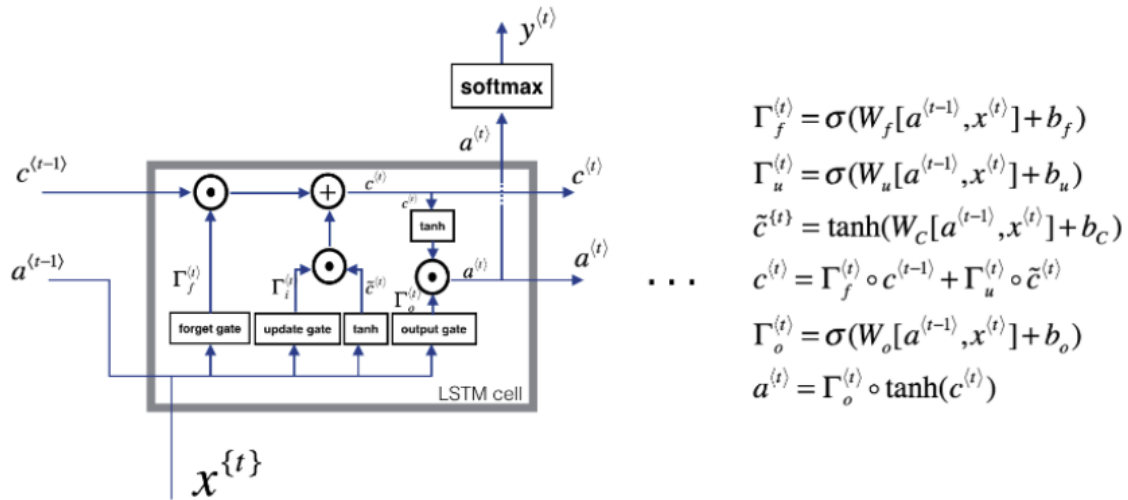 y⟨t⟩
softmax
a⟨t⟩
c⟨t−1⟩
c⟨t⟩
c⟨t⟩
c⟨t⟩
tanh
a⟨t−1⟩
Γf⟨t⟩
Γi⟨t⟩
c̃⟨t⟩
Γo⟨t⟩
a⟨t⟩
a⟨t⟩
forget gate
update gate
tanh
output gate
LSTM cell
x{t}
. . .
Γf⟨t⟩ = σ(Wf[a⟨t−1⟩, x⟨t⟩] + bf)
Γu⟨t⟩ = σ(Wu[a⟨t−1⟩, x⟨t⟩] + bu)
c̃{t} = tanh(WC[a⟨t−1⟩, x⟨t⟩] + bC)
c⟨t⟩ = Γf⟨t⟩ ∘ c⟨t−1⟩ + Γu⟨t⟩ ∘ c̃⟨t⟩
Γo⟨t⟩ = σ(Wo[a⟨t−1⟩, x⟨t⟩] + bo)
a⟨t⟩ = Γo⟨t⟩ ∘ tanh(c⟨t⟩)